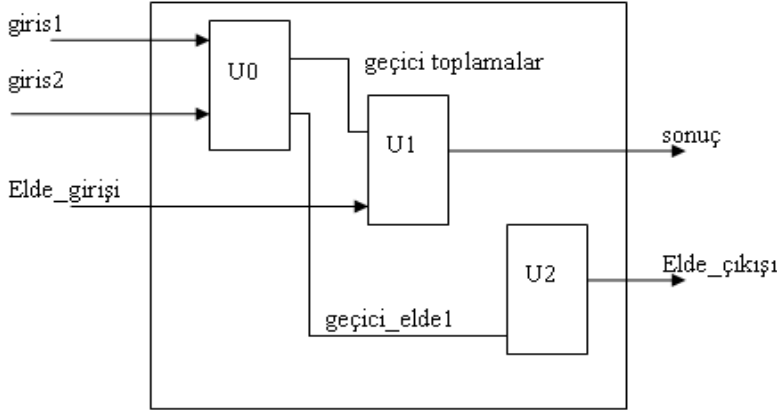 giris1
U0
geçici toplamalar
giris2
U1
sonuç
Elde_girişi
U2
Elde_çıkışı
geçici_elde1